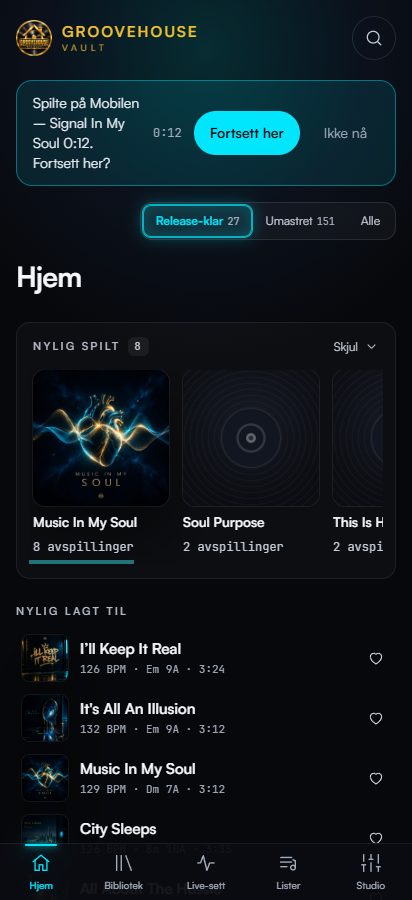 GROOVEHOUSE
VAULT
Spilte på Mobilen
— Signal In My
Soul 0:12.
Fortsett her?
0:12
Fortsett her
Ikke nå
Release-klar 27
Umastret 151
Alle
Hjem
NYLIG SPILT 8
Skjul
MUSIC IN MY
SOUL
Music In My Soul
8 avspillinger
Soul Purpose
2 avspillinger
This Is H
2 avspi
NYLIG LAGT TIL
ALL KEEP
IT REAL
I'll Keep It Real
126 BPM · Em 9A · 3:24
It's All An Illusion
132 BPM · Em 9A · 3:12
Music In My Soul
129 BPM · Dm 7A · 3:12
City Sleeps
Hjem
Bibliotek
Live-sett
Lister
Studio